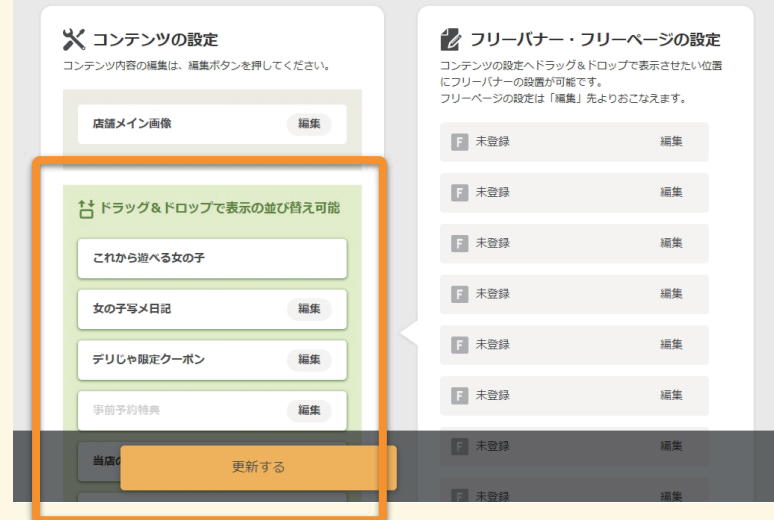 コンテンツの設定
コンテンツ内容の編集は、編集ボタンを押してください。
店舗メイン画像 編集
ドラッグ&ドロップで表示の並び替え可能
これから遊べる女の子
女の子写メ日記 編集
デリじゃ限定クーポン 編集
事前予約特典 編集
当店の
更新する
フリーバナー・フリーページの設定
コンテンツの設定へドラッグ&ドロップで表示させたい位置
にフリーバナーの設置が可能です。
フリーページの設定は「編集」先よりおこなえます。
F 未登録 編集
F 未登録 編集
F 未登録 編集
F 未登録 編集
F 未登録 編集
F 未登録 編集
F 未登録 編集
F 未登録 編集